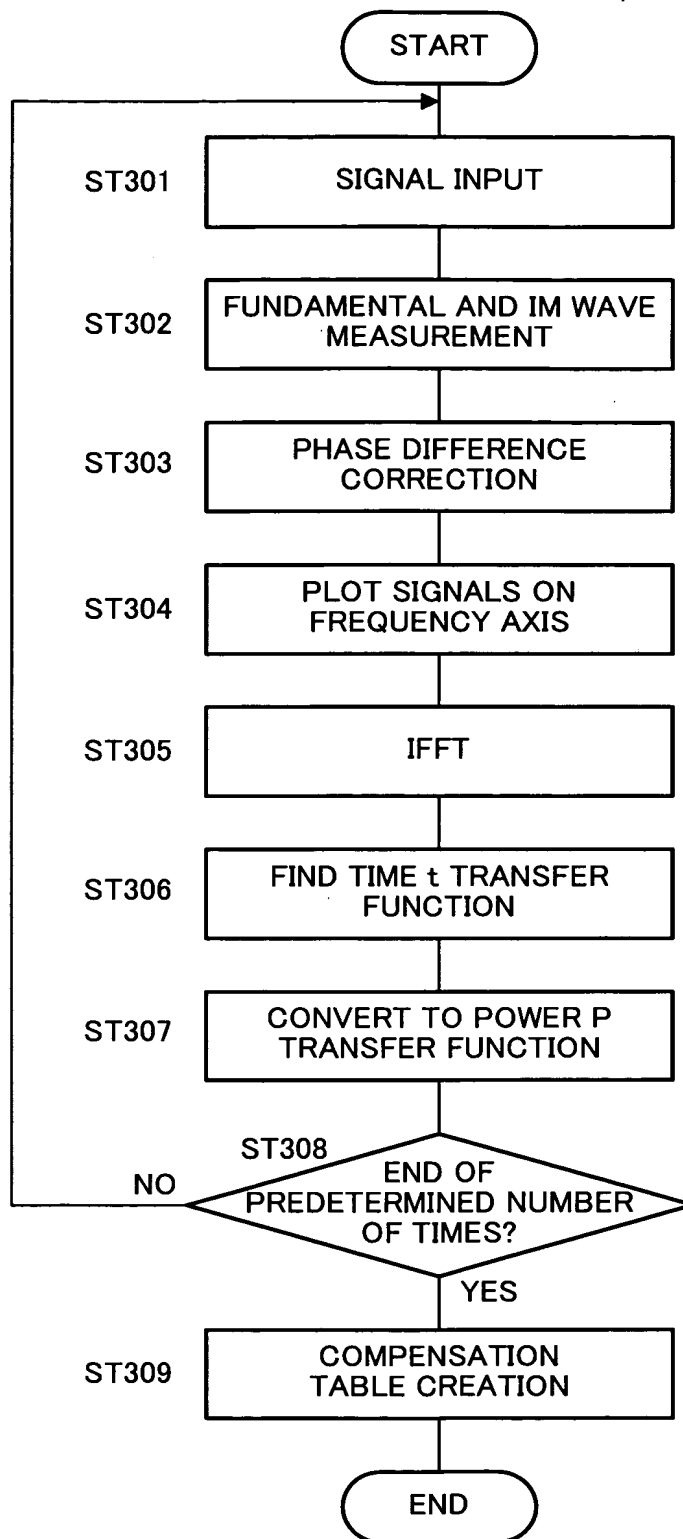 START
ST301
SIGNAL INPUT
ST302
FUNDAMENTAL AND IM WAVE
MEASUREMENT
ST303
PHASE DIFFERENCE
CORRECTION
ST304
PLOT SIGNALS ON
FREQUENCY AXIS
ST305
IFFT
ST306
FIND TIME t TRANSFER
FUNCTION
ST307
CONVERT TO POWER P
TRANSFER FUNCTION
ST308
NO
END OF
PREDETERMINED NUMBER
OF TIMES?
YES
ST309
COMPENSATION
TABLE CREATION
END